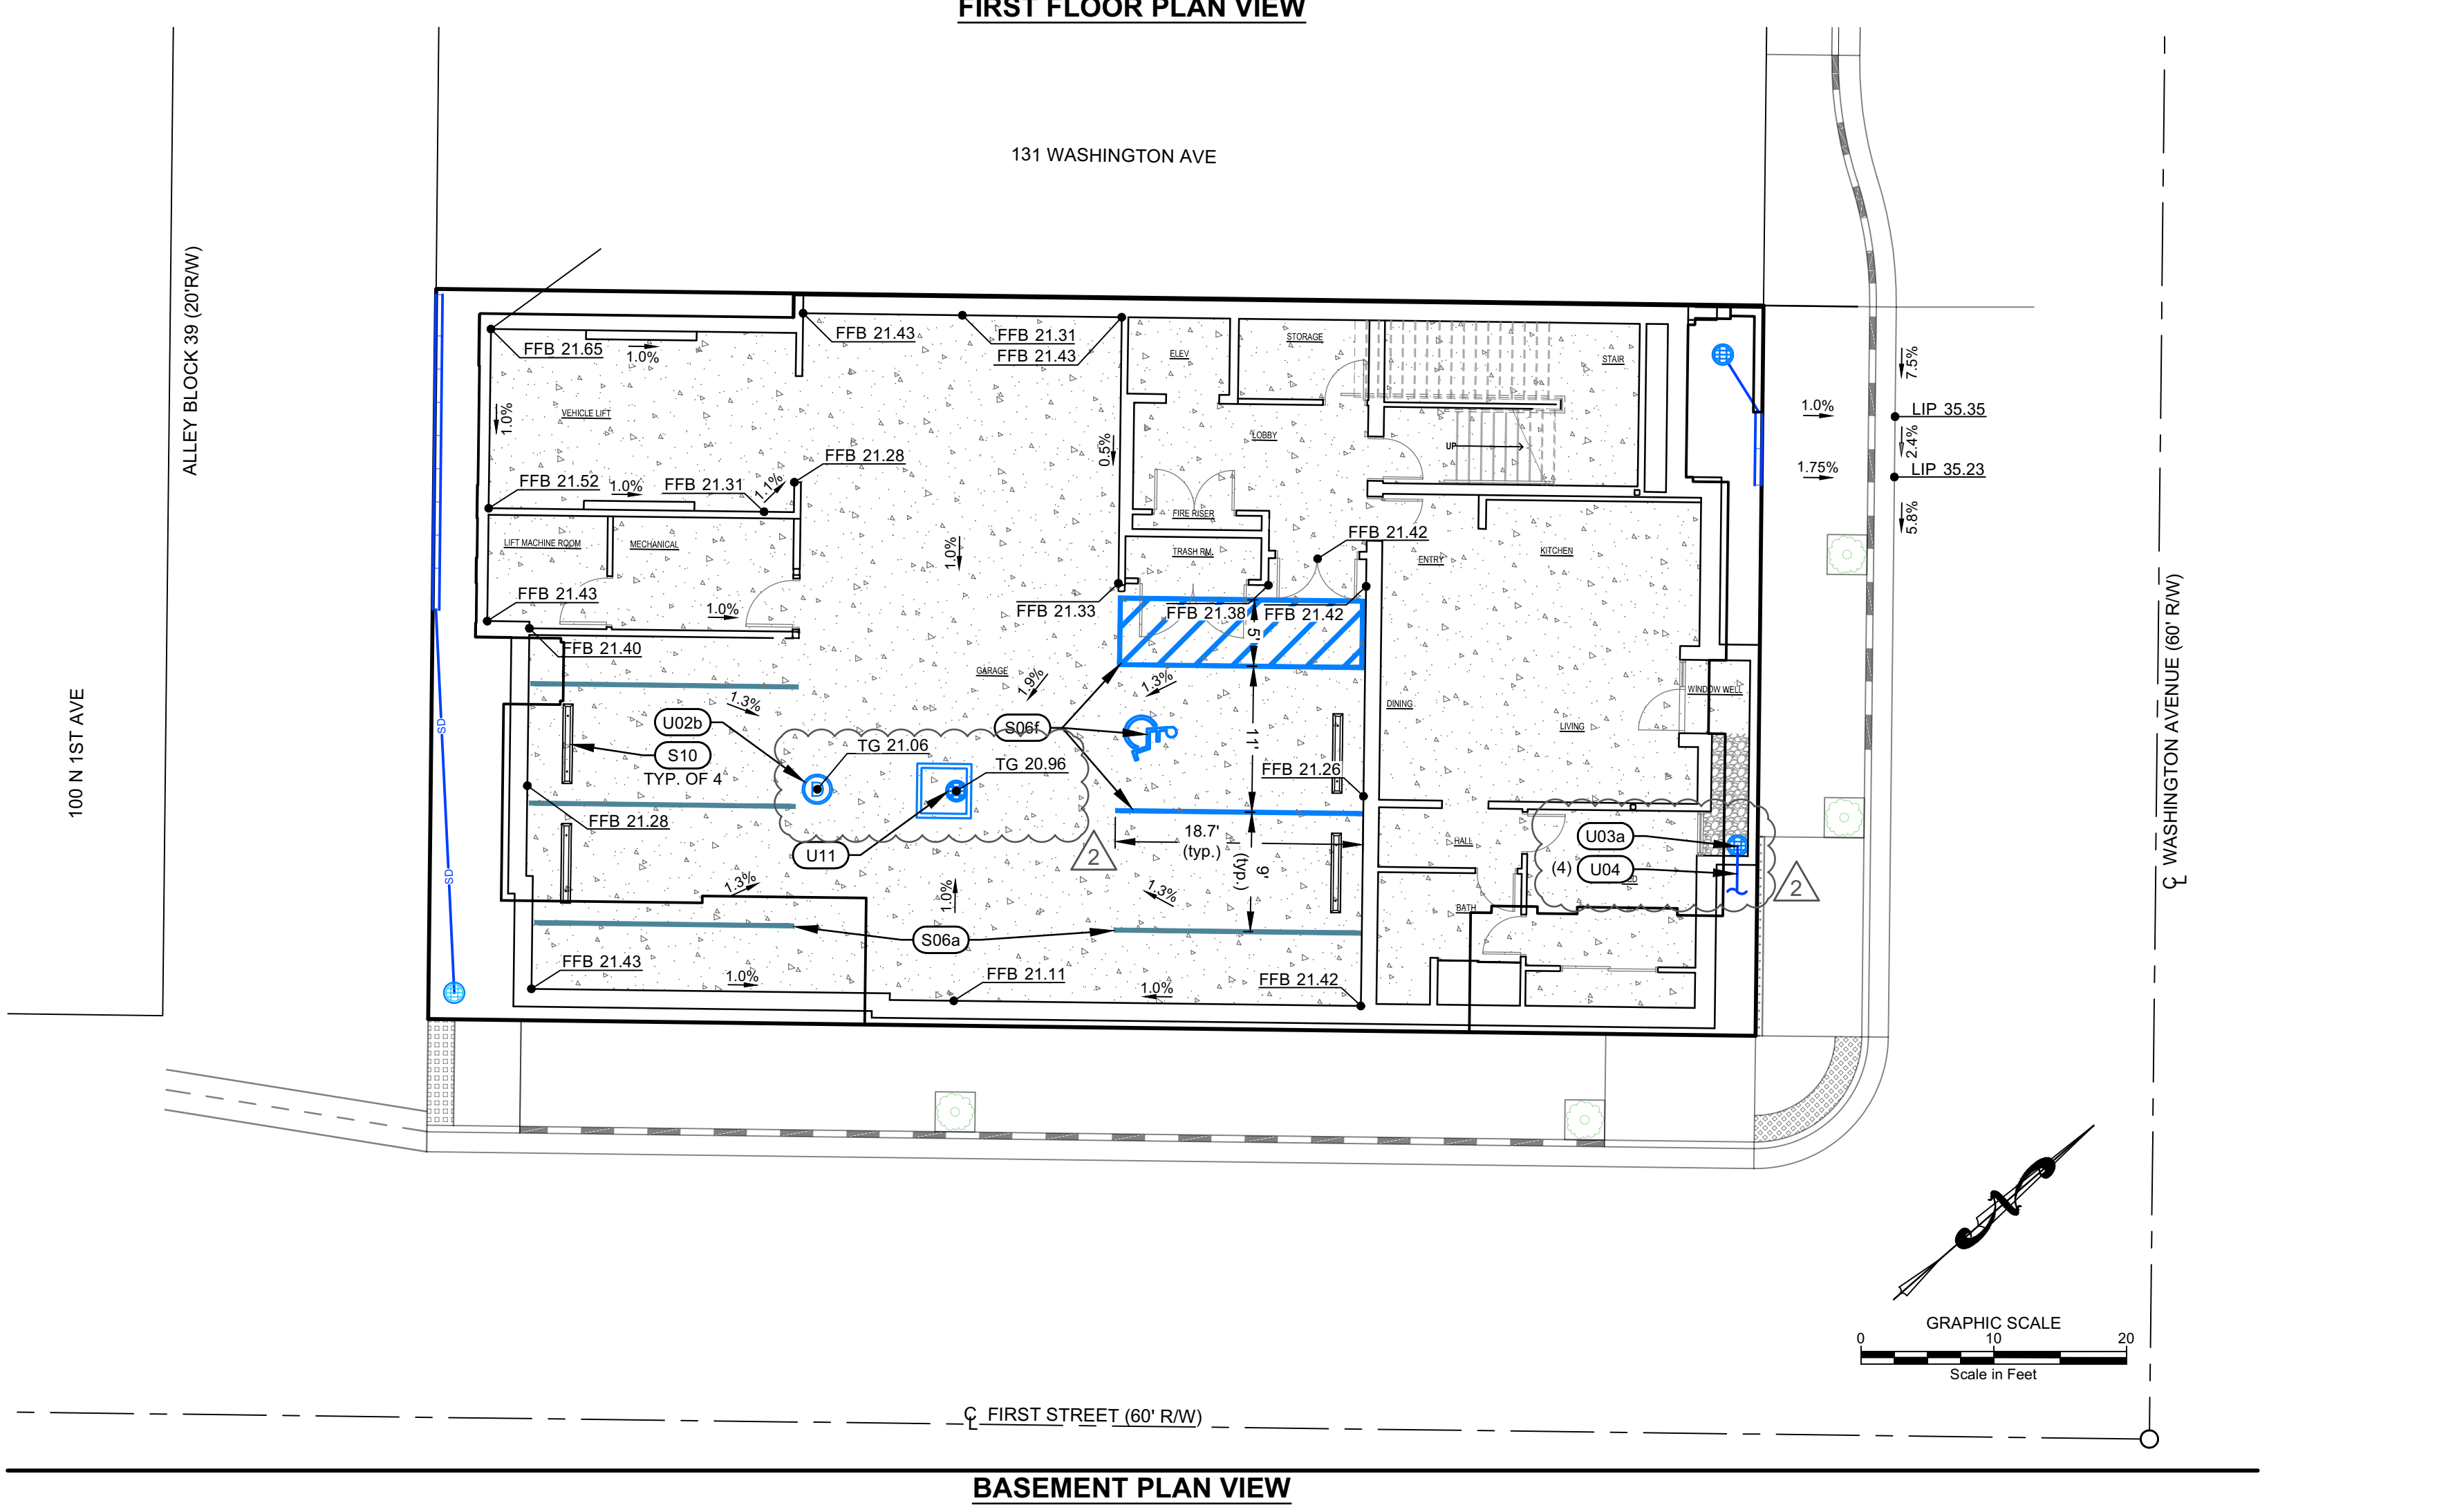 FIRST FLOOR PLAN VIEW
131 WASHINGTON AVE
ALLEY BLOCK 39 (20'R/W)
100 N 1ST AVE
FFB 21.65
1.0%
FFB 21.43
FFB 21.31
FFB 21.43
ELEV
STORAGE
STAIR
7.5%
1.0%
LIP 35.35
2.4%
1.75%
LIP 35.23
5.8%
VEHICLE LIFT
1.0%
0.5%
LOBBY
UP
FFB 21.28
FFB 21.52
1.0%
FFB 21.31
1.1%
FIRE RISER
LIFT MACHINE ROOM
MECHANICAL
1.0%
TRASH RM.
FFB 21.42
ENTRY
KITCHEN
FFB 21.43
1.0%
FFB 21.33
FFB 21.38
FFB 21.42
5'
FFB 21.40
GARAGE
1.9%
1.3%
1.3%
DINING
LIVING
WINDOW WELL
WASHINGTON AVENUE (60' R/W)
CL
SD
U02b
S06f
S10
TYP. OF 4
TG 21.06
D
TG 20.96
11'
FFB 21.26
FFB 21.28
U11
2
18.7'
(typ.)
9'
(typ.)
HALL
U03a
(4)
U04
2
SD
1.3%
1.0%
1.3%
BATH
S06a
FFB 21.43
1.0%
FFB 21.11
1.0%
FFB 21.42
GRAPHIC SCALE
0 10 20
Scale in Feet
CL FIRST STREET (60' R/W)
BASEMENT PLAN VIEW